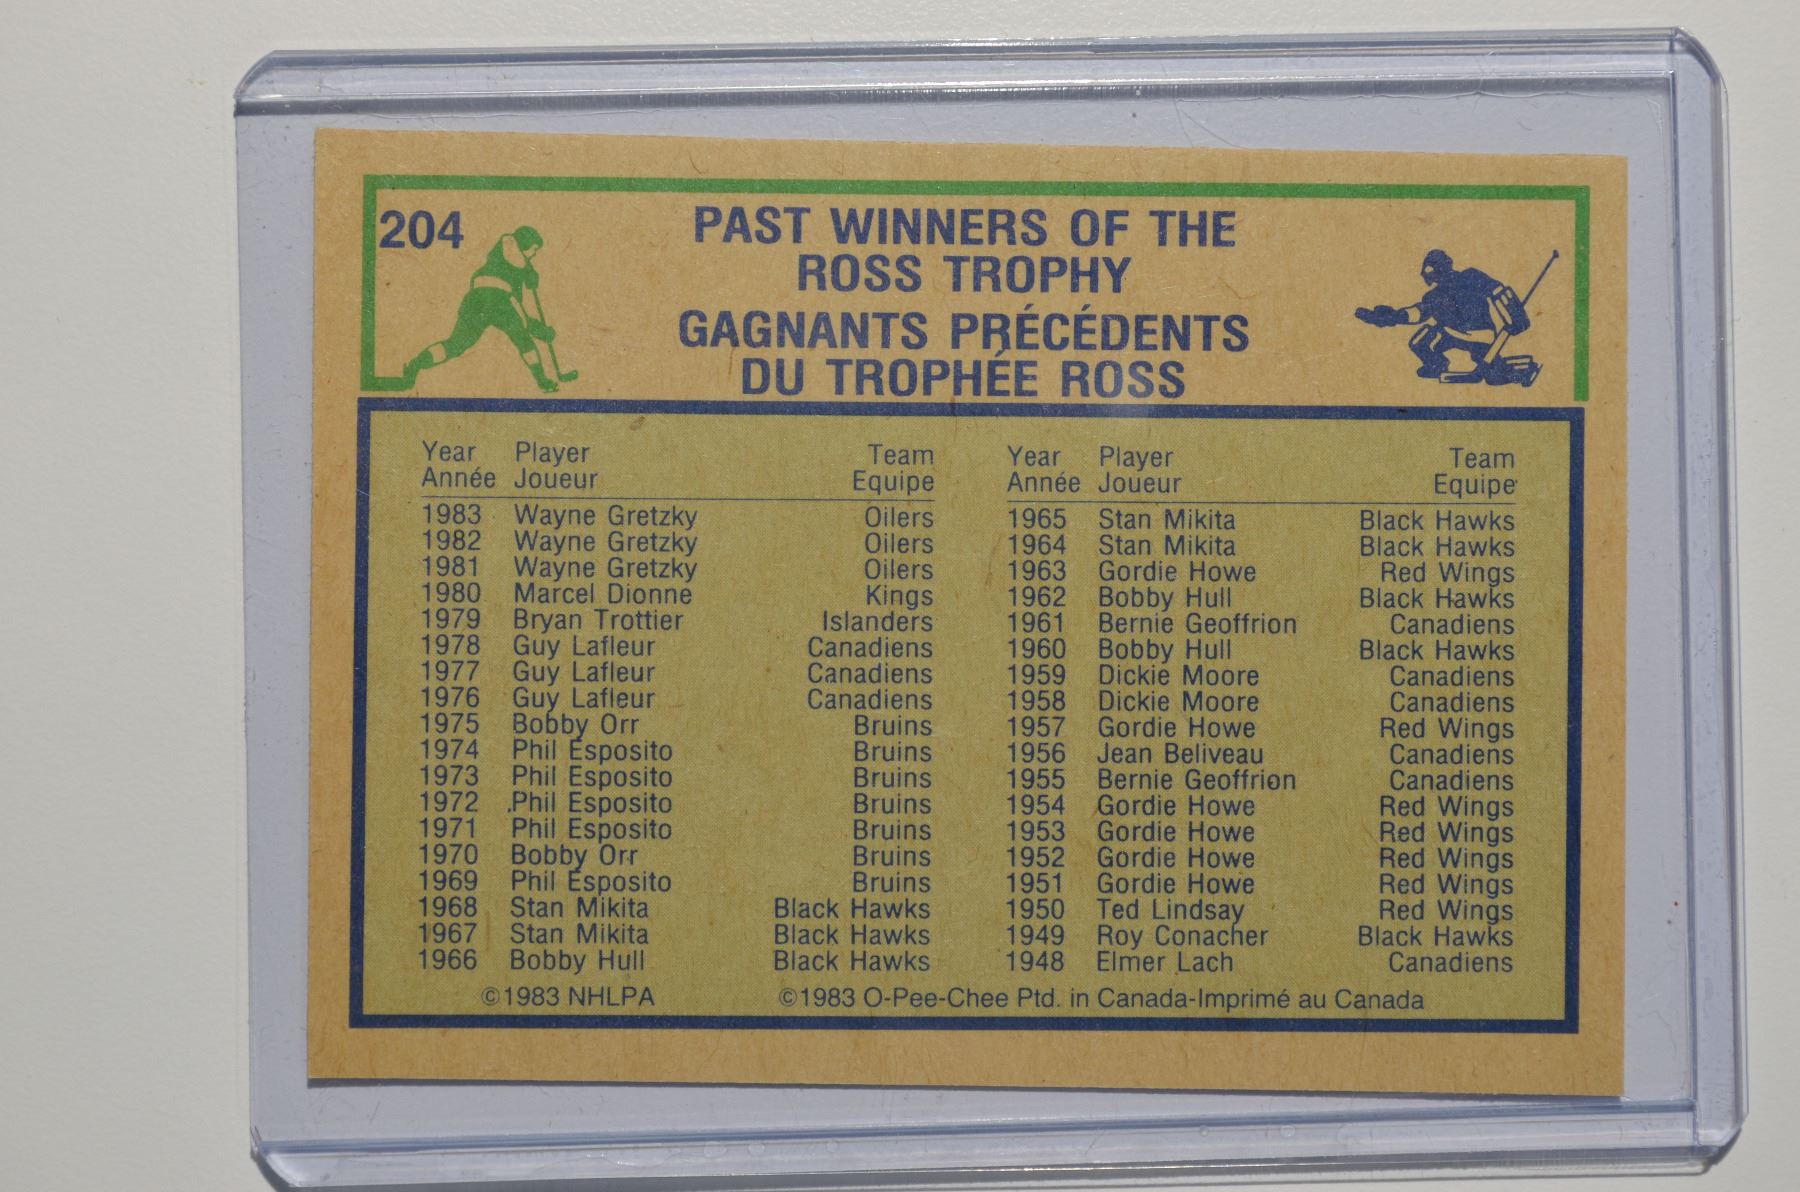 204
PAST WINNERS OF THE
ROSS TROPHY
GAGNANTS PRÉCÉDENTS
DU TROPHÉE ROSS
Year Player Team
Année Joueur Equipe
1983 Wayne Gretzky Oilers
1982 Wayne Gretzky Oilers
1981 Wayne Gretzky Oilers
1980 Marcel Dionne Kings
1979 Bryan Trottier Islanders
1978 Guy Lafleur Canadiens
1977 Guy Lafleur Canadiens
1976 Guy Lafleur Canadiens
1975 Bobby Orr Bruins
1974 Phil Esposito Bruins
1973 Phil Esposito Bruins
1972 Phil Esposito Bruins
1971 Phil Esposito Bruins
1970 Bobby Orr Bruins
1969 Phil Esposito Bruins
1968 Stan Mikita Black Hawks
1967 Stan Mikita Black Hawks
1966 Bobby Hull Black Hawks
Year Player Team
Année Joueur Equipe
1965 Stan Mikita Black Hawks
1964 Stan Mikita Black Hawks
1963 Gordie Howe Red Wings
1962 Bobby Hull Black Hawks
1961 Bernie Geoffrion Canadiens
1960 Bobby Hull Black Hawks
1959 Dickie Moore Canadiens
1958 Dickie Moore Canadiens
1957 Gordie Howe Red Wings
1956 Jean Beliveau Canadiens
1955 Bernie Geoffrion Canadiens
1954 Gordie Howe Red Wings
1953 Gordie Howe Red Wings
1952 Gordie Howe Red Wings
1951 Gordie Howe Red Wings
1950 Ted Lindsay Red Wings
1949 Roy Conacher Black Hawks
1948 Elmer Lach Canadiens
©1983 NHLPA ©1983 O-Pee-Chee Ptd. in Canada-Imprimé au Canada